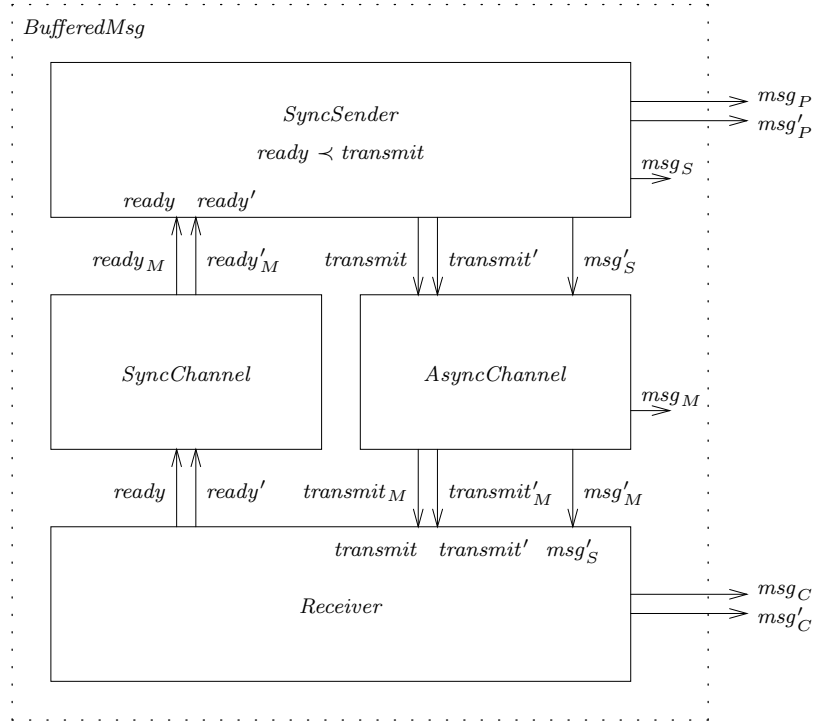 BufferedMsg
SyncSender
ready ≺ transmit
msg_P
msg'_P
msg_S
ready ready'
ready_M ready'_M transmit transmit' msg'_S
SyncChannel AsyncChannel
msg_M
ready ready' transmit_M transmit'_M msg'_M
transmit transmit' msg'_S
Receiver
msg_C
msg'_C